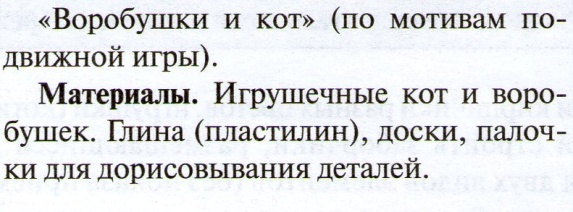 «Воробушки и кот» (по мотивам по-
движной игры).
Материалы. Игрушечные кот и воро-
бушек. Глина (пластилин), доски, палоч-
ки для дорисовывания деталей.